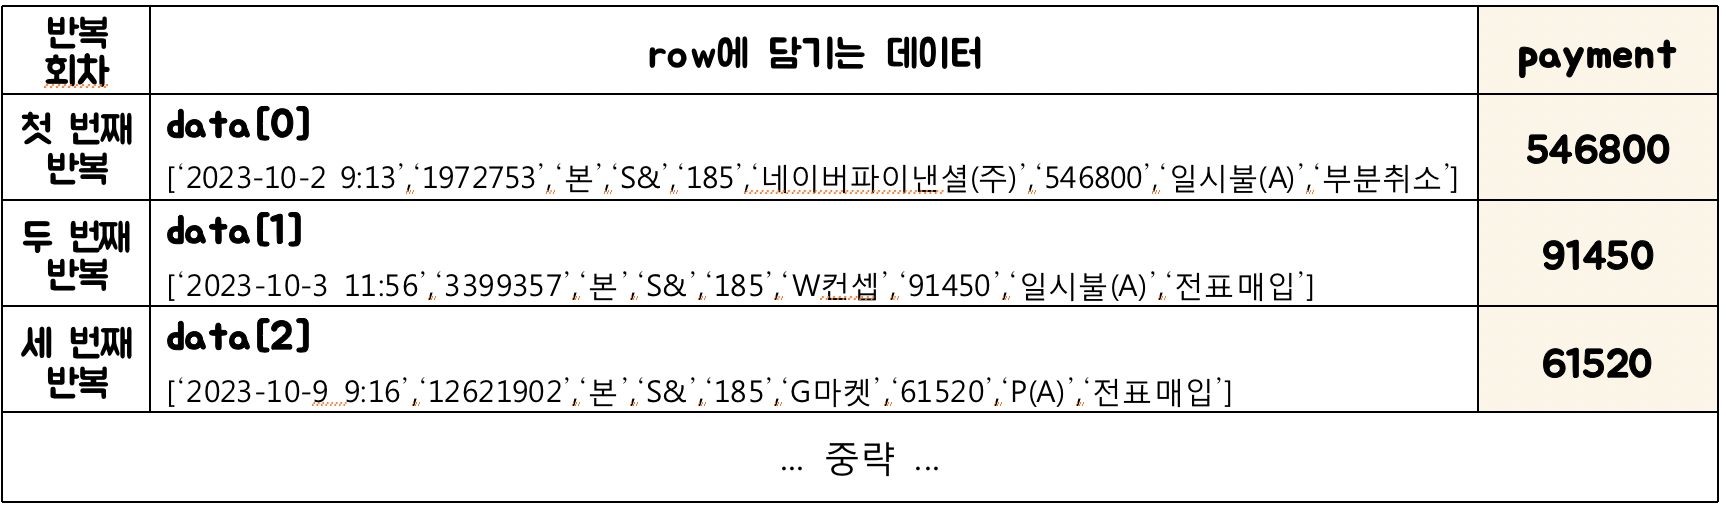 반복
회차
row에 담기는 데이터
payment
첫 번째
반복
data[0]
[‘2023-10-2 9:13’,‘1972753’,‘본’,‘S&’,‘185’,‘네이버파이낸셜(주)’,‘546800’,‘일시불(A)’,‘부분취소’]
546800
두 번째
반복
data[1]
[‘2023-10-3 11:56’,‘3399357’,‘본’,‘S&’,‘185’,‘W컨셉’,‘91450’,‘일시불(A)’,‘전표매입’]
91450
세 번째
반복
data[2]
[‘2023-10-9 9:16’,‘12621902’,‘본’,‘S&’,‘185’,‘G마켓’,‘61520’,‘P(A)’,‘전표매입’]
61520
... 중략 ...